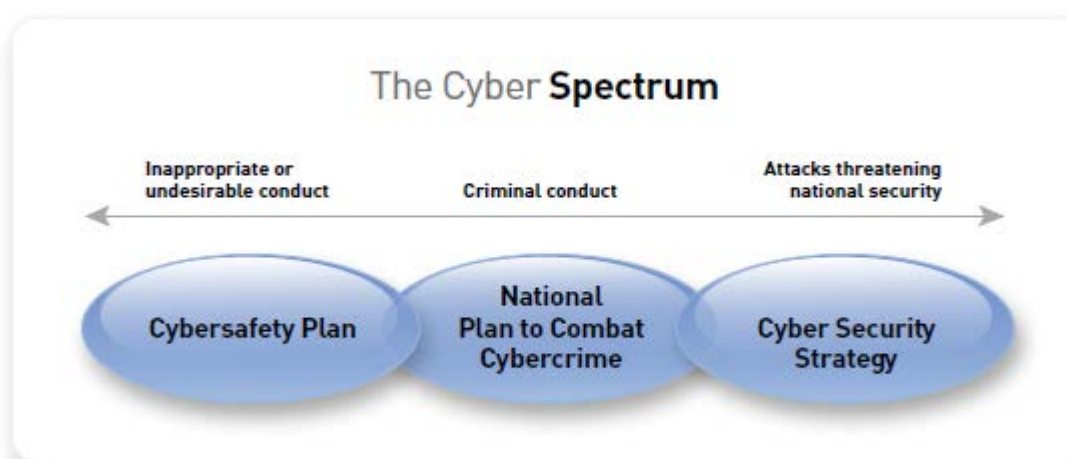 The Cyber Spectrum
Inappropriate or
undesirable conduct
Criminal conduct
Attacks threatening
national security
Cybersafety Plan
National
Plan to Combat
Cybercrime
Cyber Security
Strategy